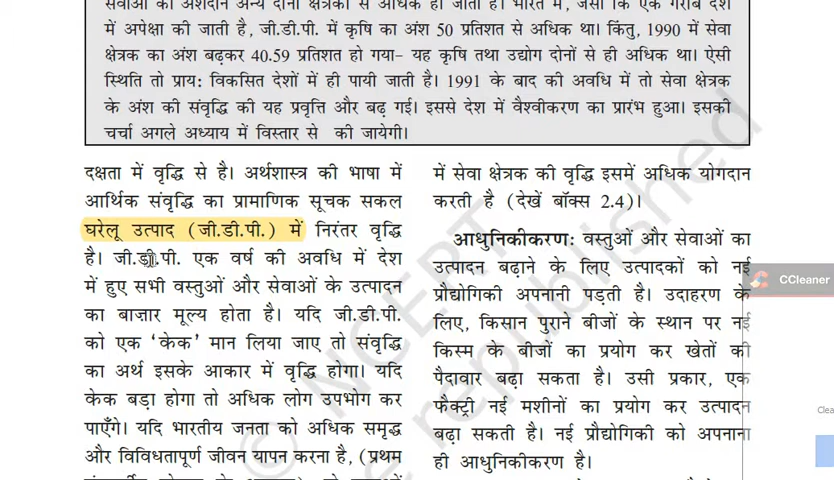 सेवाओं का अंशदान अन्य दोनों क्षेत्रकों से अधिक हो जाता है। भारत में, जैसा कि एक गरीब देश
में अपेक्षा की जाती है, जी.डी.पी. में कृषि का अंश 50 प्रतिशत से अधिक था। किंतु, 1990 में सेवा
क्षेत्रक का अंश बढ़कर 40.59 प्रतिशत हो गया– यह कृषि तथा उद्योग दोनों से ही अधिक था। ऐसी
स्थिति तो प्राय: विकसित देशों में ही पायी जाती है। 1991 के बाद की अवधि में तो सेवा क्षेत्रक
के अंश की संवृद्धि की यह प्रवृत्ति और बढ़ गई। इससे देश में वैश्वीकरण का प्रारंभ हुआ। इसकी
चर्चा अगले अध्याय में विस्तार से की जायेगी।
दक्षता में वृद्धि से है। अर्थशास्त्र की भाषा में
आर्थिक संवृद्धि का प्रामाणिक सूचक सकल
घरेलू उत्पाद (जी.डी.पी.) में निरंतर वृद्धि
है। जी.डी.पी. एक वर्ष की अवधि में देश
में हुए सभी वस्तुओं और सेवाओं के उत्पादन
का बाज़ार मूल्य होता है। यदि जी.डी.पी.
को एक ‘केक’ मान लिया जाए तो संवृद्धि
का अर्थ इसके आकार में वृद्धि होगा। यदि
केक बड़ा होगा तो अधिक लोग उपभोग कर
पाएँगे। यदि भारतीय जनता को अधिक समृद्ध
और विविधतापूर्ण जीवन यापन करना है, (प्रथम
में सेवा क्षेत्रक की वृद्धि इसमें अधिक योगदान
करती है (देखें बॉक्स 2.4)।
आधुनिकीकरण: वस्तुओं और सेवाओं का
उत्पादन बढ़ाने के लिए उत्पादकों को नई
प्रौद्योगिकी अपनानी पड़ती है। उदाहरण के
लिए, किसान पुराने बीजों के स्थान पर नई
किस्म के बीजों का प्रयोग कर खेतों की
पैदावार बढ़ा सकता है। उसी प्रकार, एक
फैक्ट्री नई मशीनों का प्रयोग कर उत्पादन
बढ़ा सकती है। नई प्रौद्योगिकी को अपनाना
ही आधुनिकीकरण है।
© NCERT
be republished
CCleaner
Clea